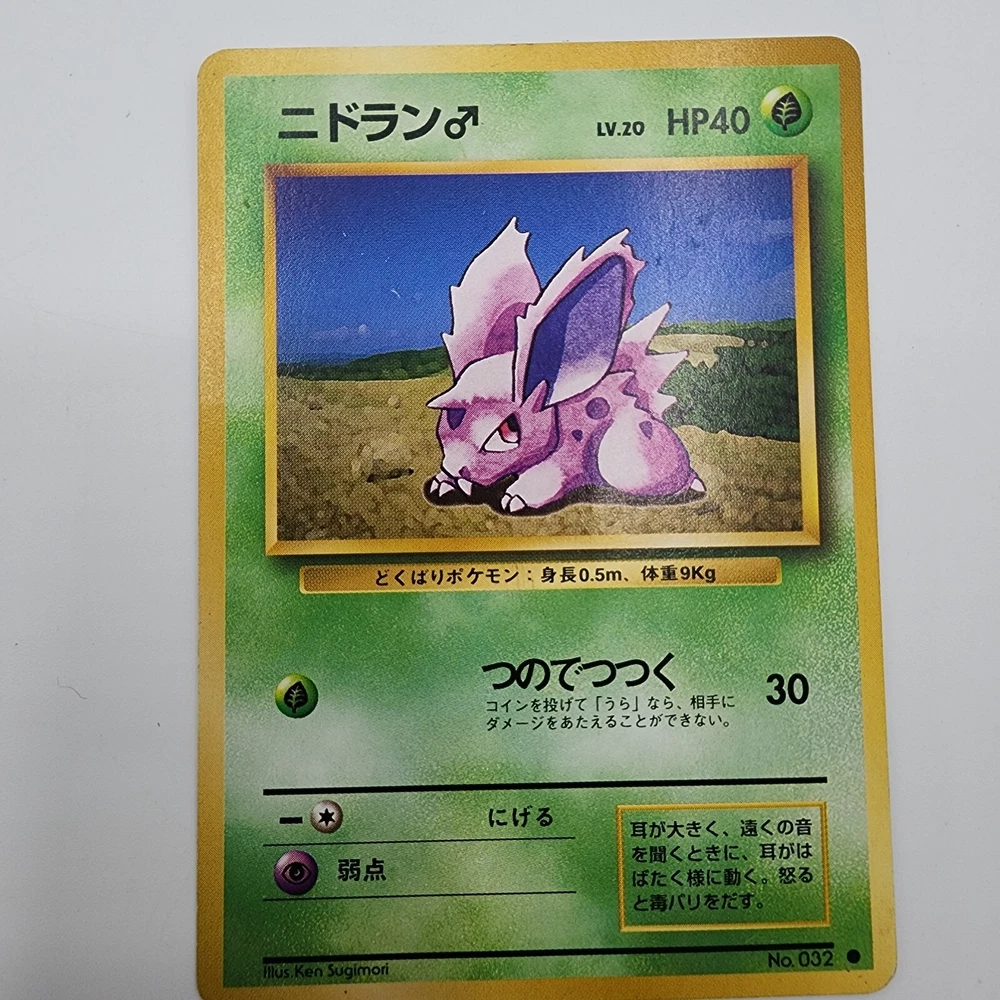 ニドラン♂ LV.20 HP40
どくばりポケモン：身長0.5m、体重9Kg
つのでつつく 30
コインを投げて「うら」なら、相手に
ダメージをあたえることができない。
ー にげる
弱点
耳が大きく、遠くの音
を聞くときに、耳がは
ばたく様に動く。怒る
と毒バリをだす。
Illus.Ken Sugimori
No. 032 ●